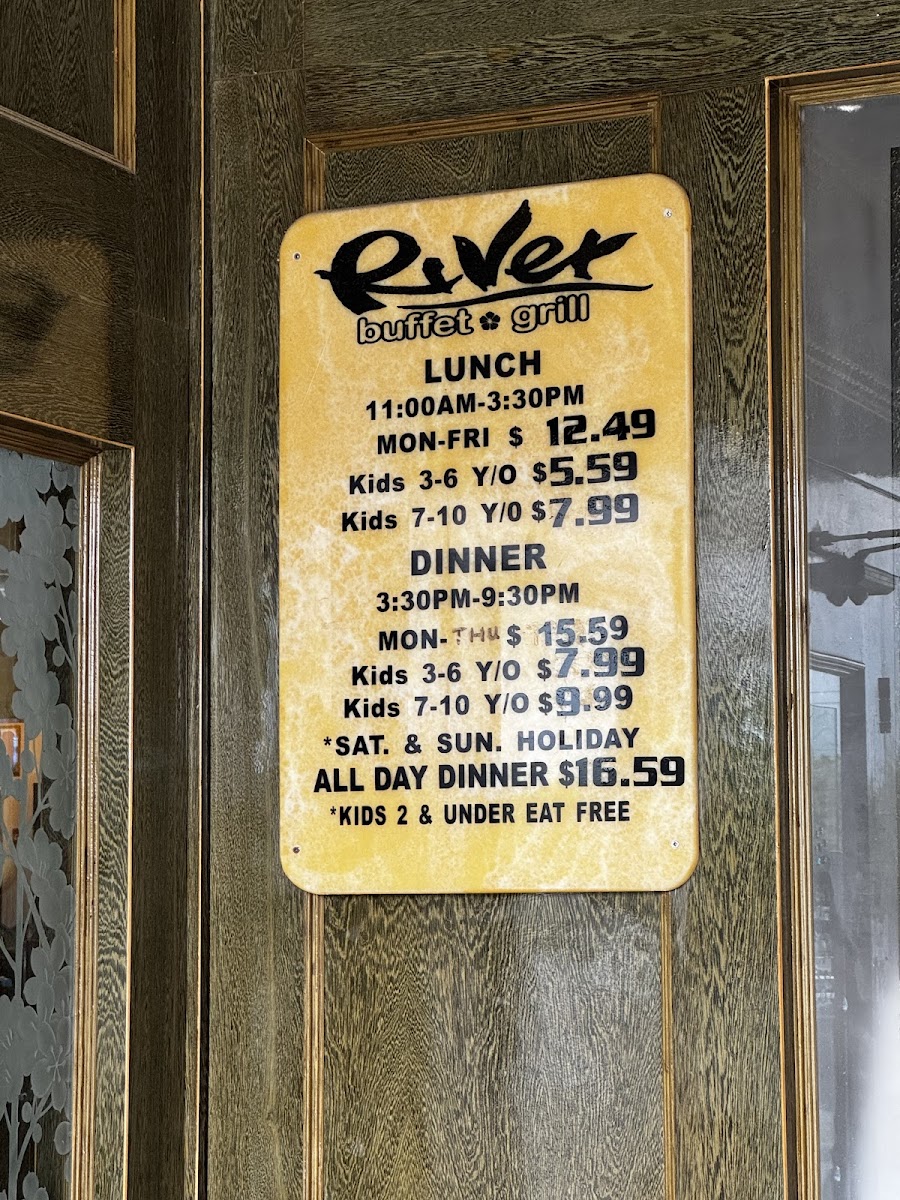 River
buffet grill
LUNCH
11:00AM-3:30PM
MON-FRI $ 12.49
Kids 3-6 Y/O $5.59
Kids 7-10 Y/O $7.99
DINNER
3:30PM-9:30PM
MON-THU $ 15.59
Kids 3-6 Y/O $7.99
Kids 7-10 Y/O $9.99
*SAT. & SUN. HOLIDAY
ALL DAY DINNER $16.59
*KIDS 2 & UNDER EAT FREE